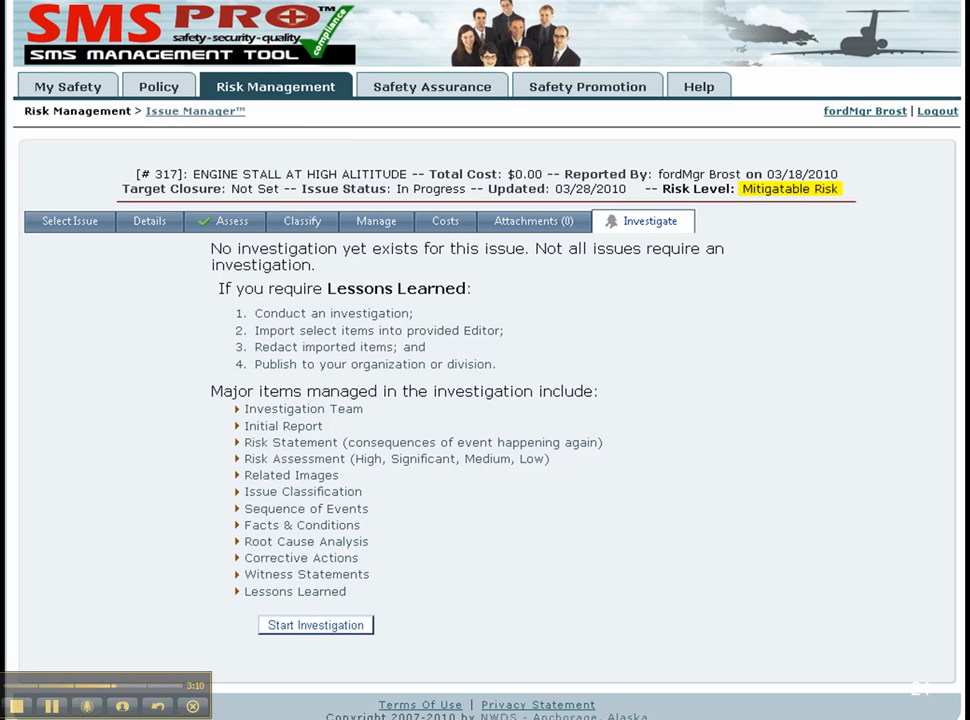 SMS PRO™
safety-security-quality
compliance
SMS MANAGEMENT TOOL
My Safety
Policy
Risk Management
Safety Assurance
Safety Promotion
Help
Risk Management > Issue Manager™
fordMgr Brost | Logout
[# 317]: ENGINE STALL AT HIGH ALITITUDE -- Total Cost: $0.00 -- Reported By: fordMgr Brost on 03/18/2010
Target Closure: Not Set -- Issue Status: In Progress -- Updated: 03/28/2010 -- Risk Level: Mitigatable Risk
Select Issue
Details
Assess
Classify
Manage
Costs
Attachments (0)
Investigate
No investigation yet exists for this issue. Not all issues require an
investigation.
If you require Lessons Learned:
1. Conduct an investigation;
2. Import select items into provided Editor;
3. Redact imported items; and
4. Publish to your organization or division.
Major items managed in the investigation include:
Investigation Team
Initial Report
Risk Statement (consequences of event happening again)
Risk Assessment (High, Significant, Medium, Low)
Related Images
Issue Classification
Sequence of Events
Facts & Conditions
Root Cause Analysis
Corrective Actions
Witness Statements
Lessons Learned
Start Investigation
3:10
Terms Of Use | Privacy Statement
Copyright 2007-2010 by NWDS - Anchorage, Alaska